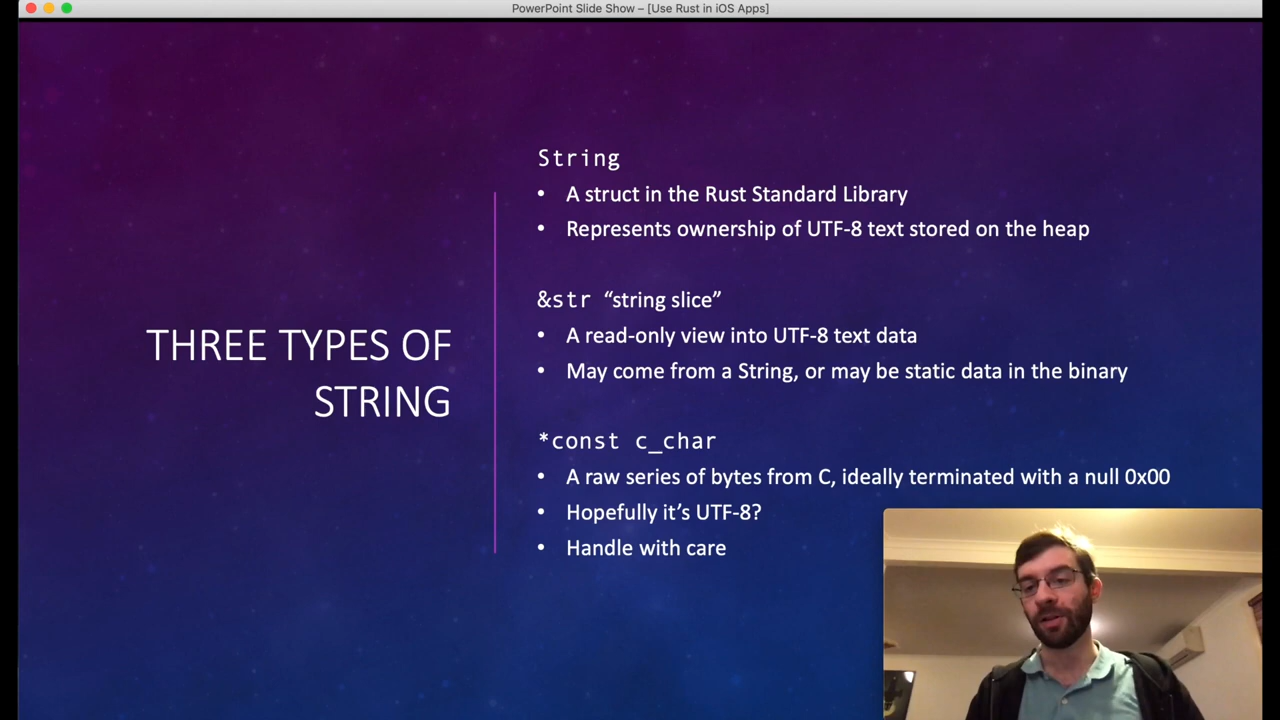 PowerPoint Slide Show – [Use Rust in iOS Apps]
THREE TYPES OF
STRING
String
• A struct in the Rust Standard Library
• Represents ownership of UTF-8 text stored on the heap
&str “string slice”
• A read-only view into UTF-8 text data
• May come from a String, or may be static data in the binary
*const c_char
• A raw series of bytes from C, ideally terminated with a null 0x00
• Hopefully it’s UTF-8?
• Handle with care